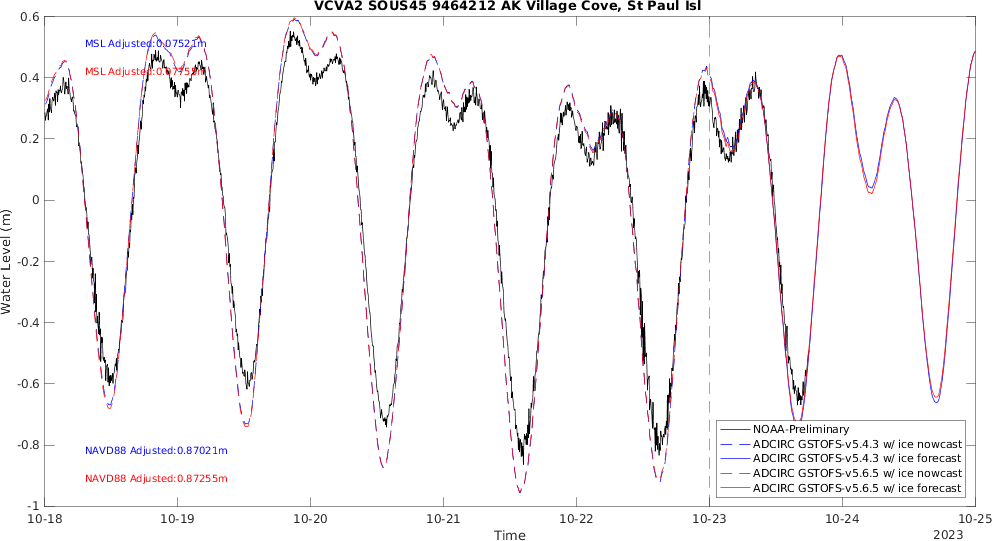 VCVA2 SOUS45 9464212 AK Village Cove, St Paul Isl
MSL Adjusted:0.07521m
MSL Adjusted:
NAVD88 Adjusted:0.87021m
NAVD88 Adjusted:0.87255m
Water Level (m)
0.6
0.4
0.2
0
-0.2
-0.4
-0.6
-0.8
-1
NOAA-Preliminary
ADCIRC GSTOFS-v5.4.3 w/ ice nowcast
ADCIRC GSTOFS-v5.4.3 w/ ice forecast
ADCIRC GSTOFS-v5.6.5 w/ ice nowcast
ADCIRC GSTOFS-v5.6.5 w/ ice forecast
10-18 10-19 10-20 10-21 10-22 10-23 10-24 10-25
Time
2023